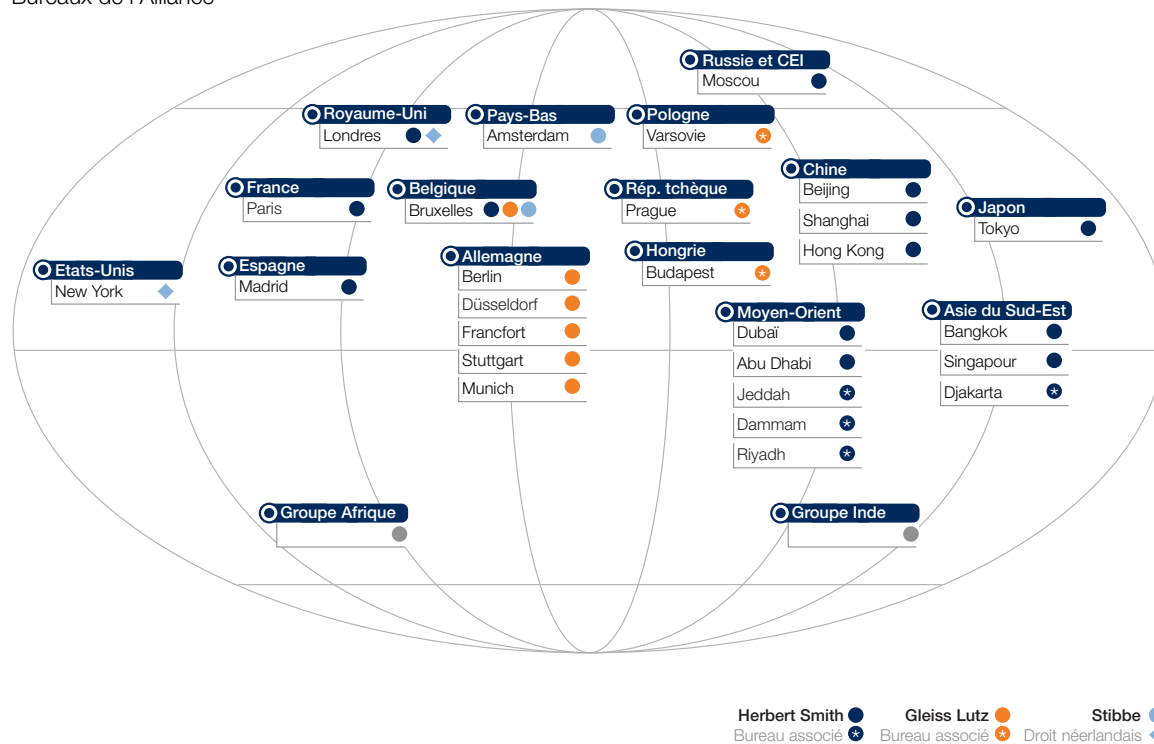 Bureaux de l'Alliance
Russie et CEI
Moscou
Royaume-Uni
Londres
Pays-Bas
Amsterdam
Pologne
Varsovie
Chine
Beijing
Shanghai
Hong Kong
France
Paris
Belgique
Bruxelles
Rép. tchèque
Prague
Japon
Tokyo
Etats-Unis
New York
Espagne
Madrid
Allemagne
Berlin
Düsseldorf
Francfort
Stuttgart
Munich
Hongrie
Budapest
Moyen-Orient
Dubaï
Abu Dhabi
Jeddah
Dammam
Riyadh
Asie du Sud-Est
Bangkok
Singapour
Djakarta
Groupe Afrique
Groupe Inde
Herbert Smith
Bureau associé
Gleiss Lutz
Bureau associé
Stibbe
Droit néerlandais